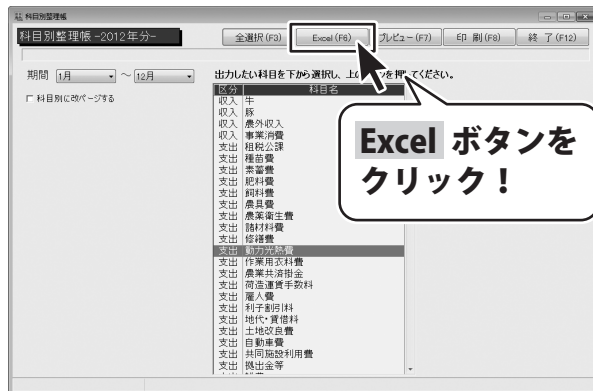 科目別整理帳
科目別整理帳 -2012年分-
全選択(F3)
Excel(F6)
プレビュー(F7)
印 刷(F8)
終 了(F12)
期間 1月 ～ 12月
科目別に改ページする
出力したい科目を下から選択し、上の
ンを押してください。
区分 科目名
収入 牛
収入 豚
収入 農外収入
収入 事業消費
支出 租税公課
支出 種苗費
支出 素畜費
支出 肥料費
支出 飼料費
支出 農具費
支出 農薬衛生費
支出 諸材料費
支出 修繕費
支出 動力光熱費
支出 作業用衣料費
支出 農業共済掛金
支出 荷造運賃手数料
支出 雇人費
支出 利子割引料
支出 地代・賃借料
支出 土地改良費
支出 自動車費
支出 共同施設利用費
支出 拠出金等
Excel ボタンを
クリック！